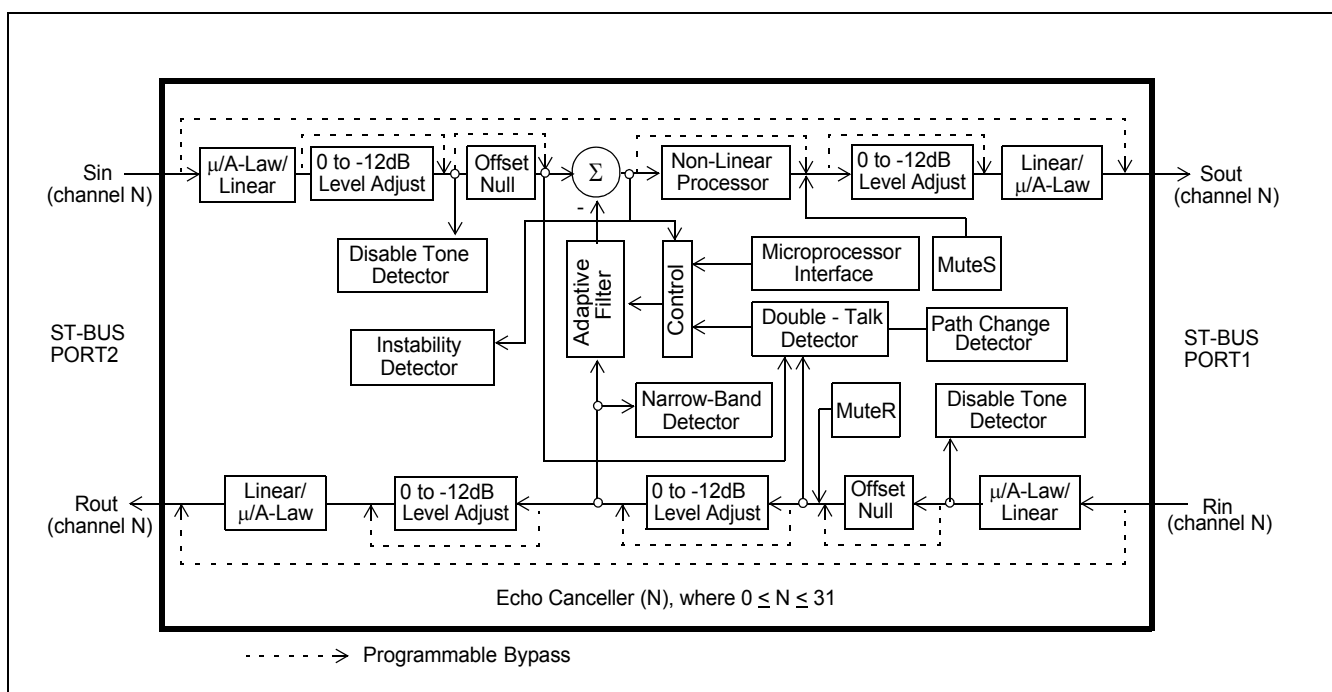 Sin
(channel N)
μ/A-Law/
Linear
0 to -12dB
Level Adjust
Offset
Null
Σ
-
Non-Linear
Processor
0 to -12dB
Level Adjust
Linear/
μ/A-Law
Sout
(channel N)
Disable Tone
Detector
Adaptive
Filter
Control
Microprocessor
Interface
MuteS
ST-BUS
PORT2
Instability
Detector
Double - Talk
Detector
Path Change
Detector
ST-BUS
PORT1
Narrow-Band
Detector
MuteR
Disable Tone
Detector
Rout
(channel N)
Linear/
μ/A-Law
0 to -12dB
Level Adjust
0 to -12dB
Level Adjust
Offset
Null
μ/A-Law/
Linear
Rin
(channel N)
Echo Canceller (N), where 0 ≤ N ≤ 31
Programmable Bypass